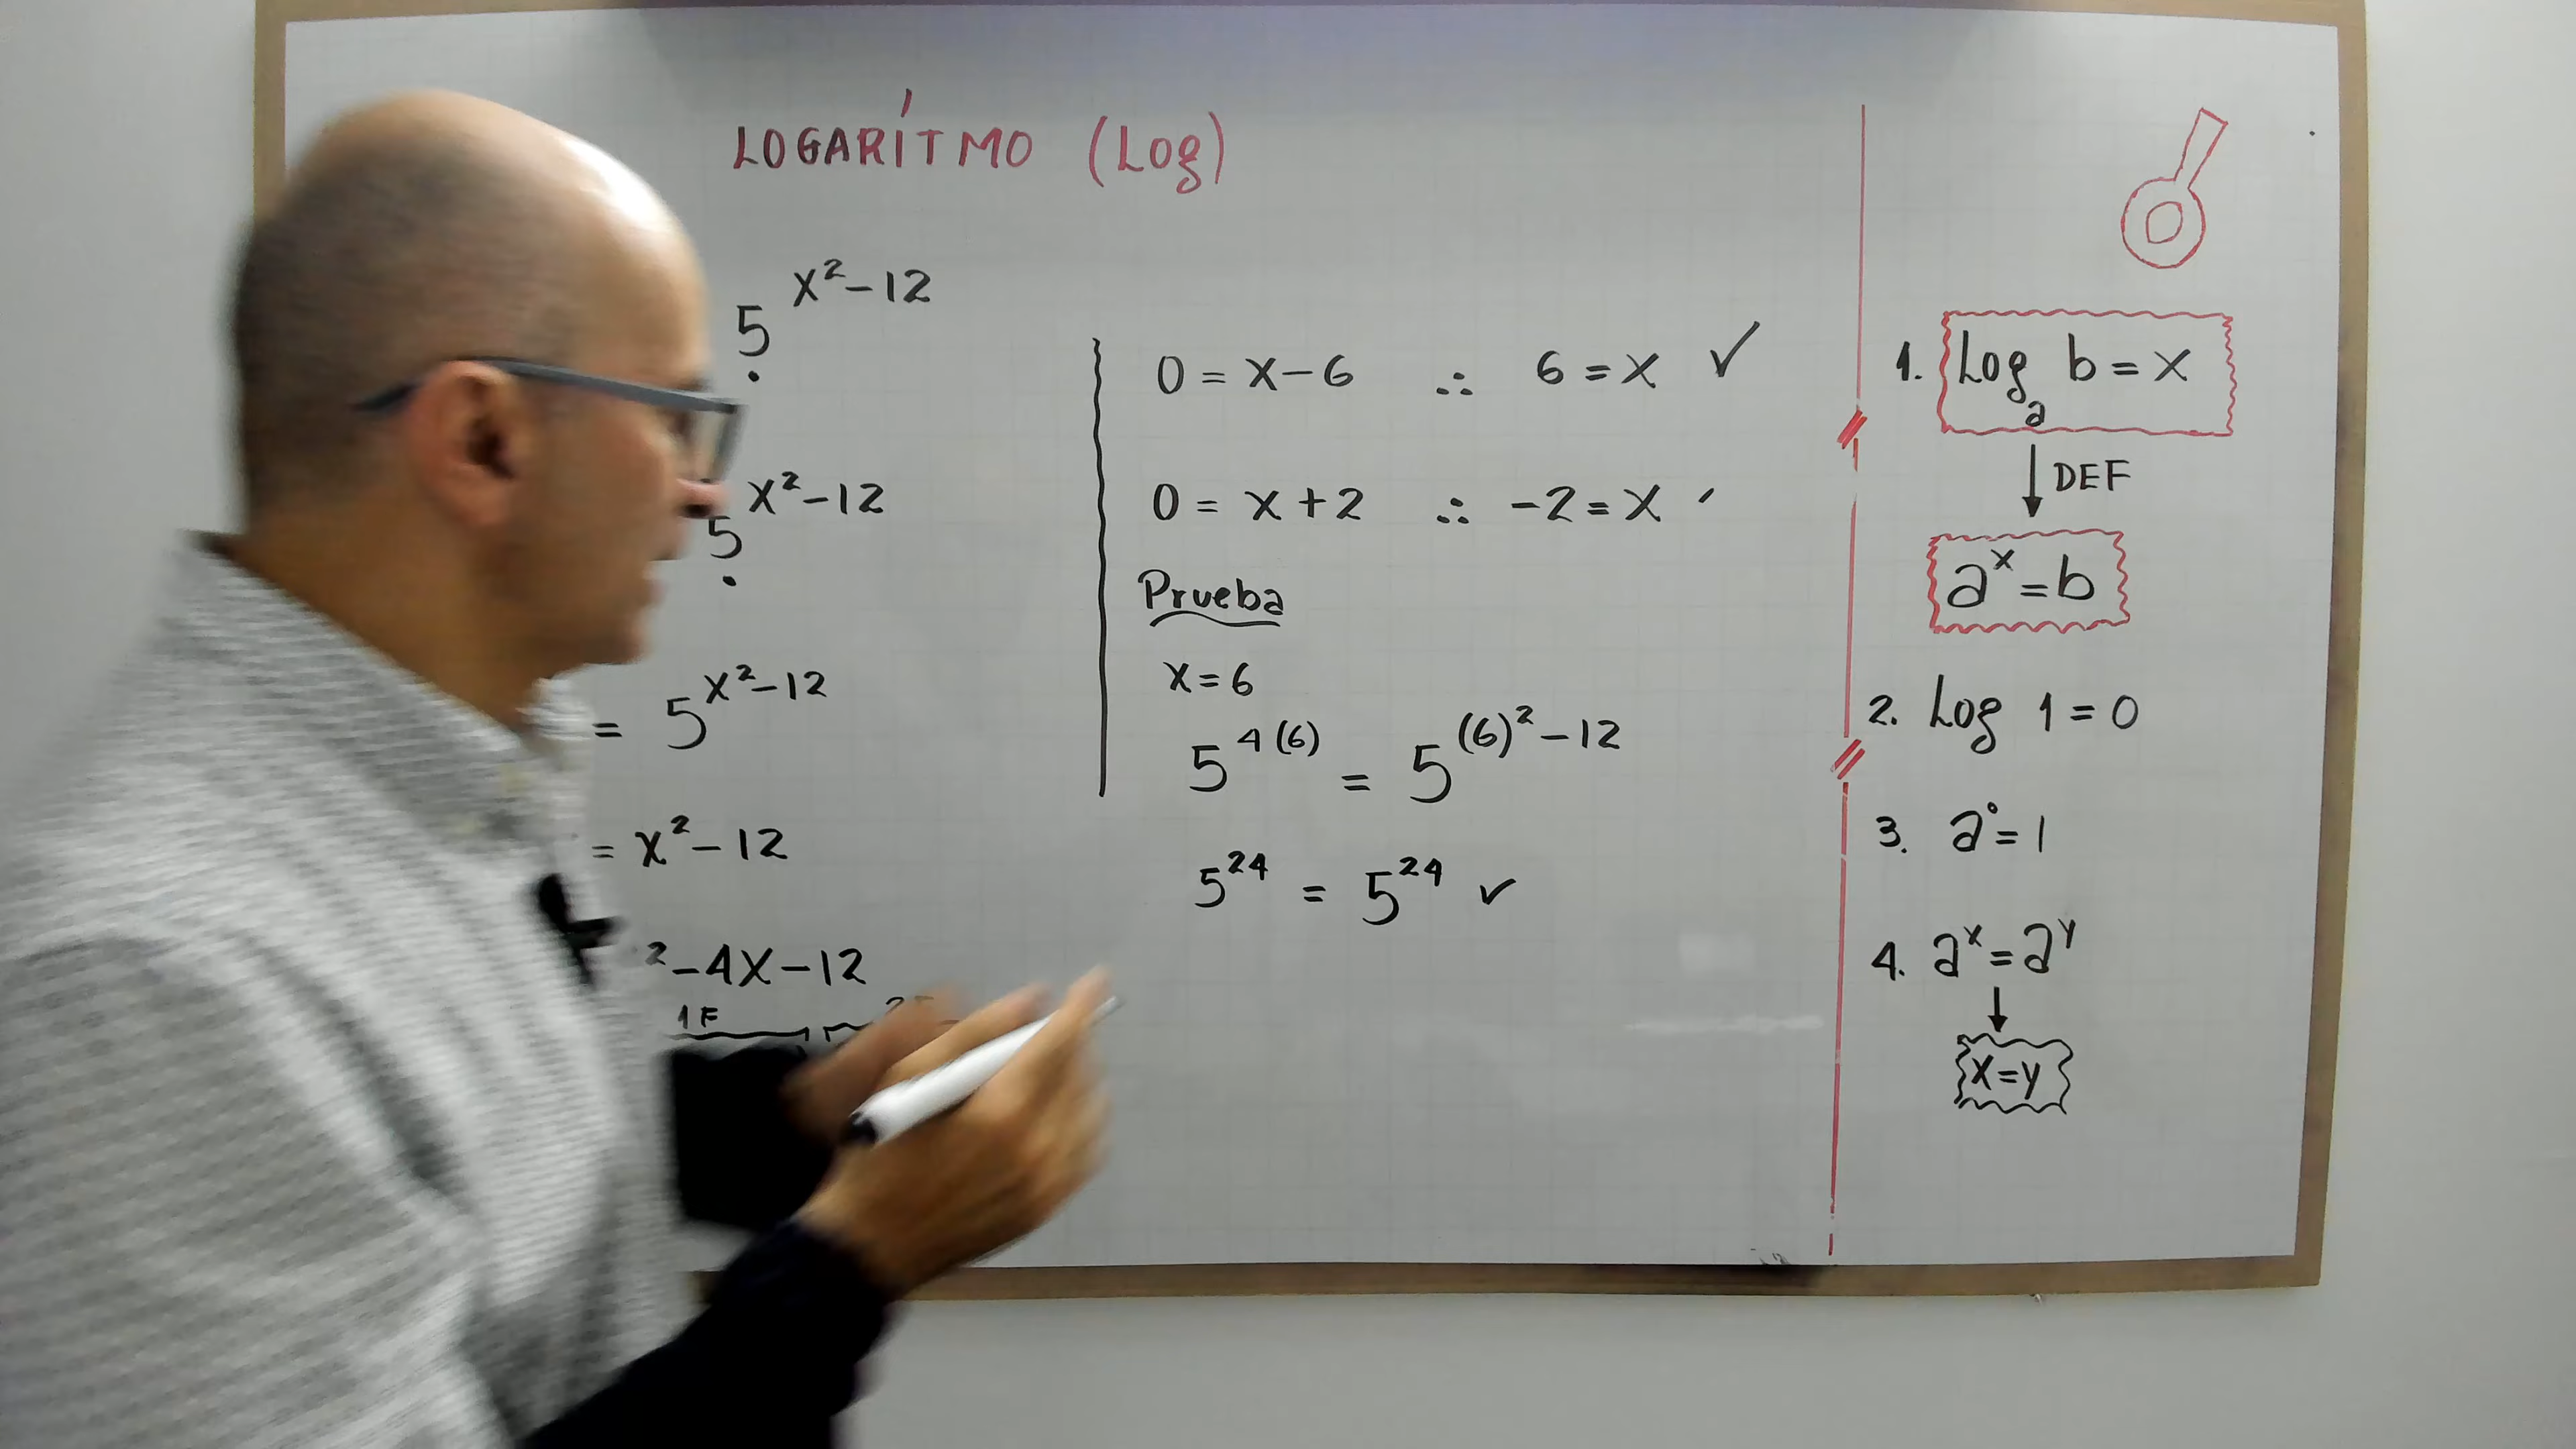 LOGARÍTMO (Log)
5^{x²-12}
5^{x²-12}
= 5^{x²-12}
= x²-12
²-4x-12
1F
0 = x-6 ∴ 6 = x ✓
0 = x+2 ∴ -2 = x
Prueba
x = 6
5^{4(6)} = 5^{(6)²-12}
5^{24} = 5^{24} ✓
1. Log_a b = x
↓ DEF
a^x = b
2. Log 1 = 0
3. a° = 1
4. a^x = a^y
↓
x = y